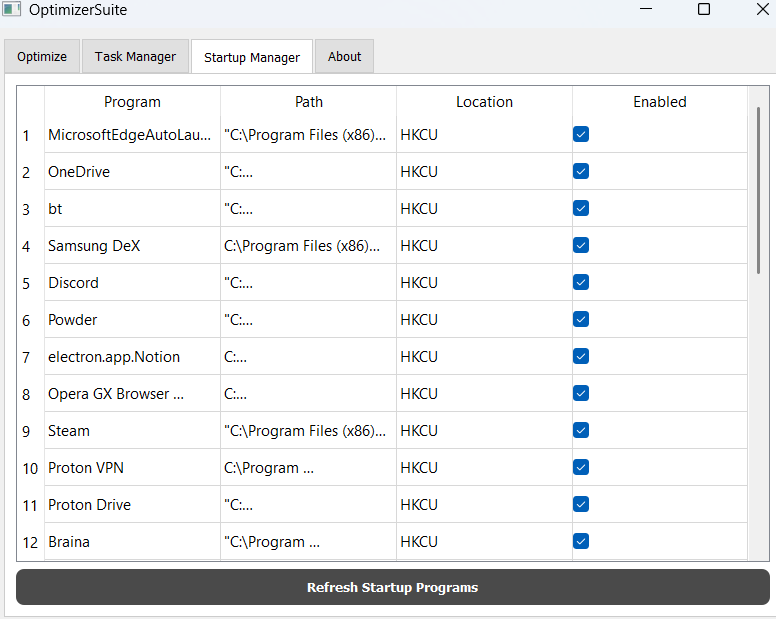 OptimizerSuite
Optimize Task Manager Startup Manager About
Program Path Location Enabled
1 MicrosoftEdgeAutoLau... "C:\Program Files (x86)... HKCU
2 OneDrive "C:... HKCU
3 bt "C:... HKCU
4 Samsung DeX C:\Program Files (x86)... HKCU
5 Discord "C:... HKCU
6 Powder "C:... HKCU
7 electron.app.Notion C:... HKCU
8 Opera GX Browser ... C:... HKCU
9 Steam "C:\Program Files (x86)... HKCU
10 Proton VPN C:\Program ... HKCU
11 Proton Drive "C:... HKCU
12 Braina "C:\Program ... HKCU
Refresh Startup Programs